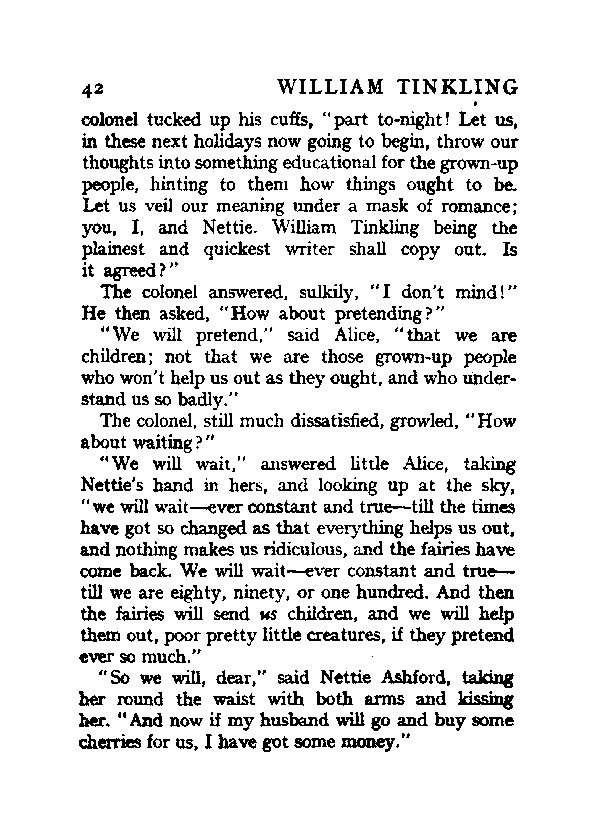 42 WILLIAM TINKLING
colonel tucked up his cuffs, "part to-night! Let us,
in these next holidays now going to begin, throw our
thoughts into something educational for the grown-up
people, hinting to them how things ought to be.
Let us veil our meaning under a mask of romance;
you, I, and Nettie. William Tinkling being the
plainest and quickest writer shall copy out. Is
it agreed?"
The colonel answered, sulkily, "I don't mind!"
He then asked, "How about pretending?"
"We will pretend," said Alice, "that we are
children; not that we are those grown-up people
who won't help us out as they ought, and who under-
stand us so badly."
The colonel, still much dissatisfied, growled, "How
about waiting?"
"We will wait," answered little Alice, taking
Nettie's hand in hers, and looking up at the sky,
"we will wait—ever constant and true—till the times
have got so changed as that everything helps us out,
and nothing makes us ridiculous, and the fairies have
come back. We will wait—ever constant and true—
till we are eighty, ninety, or one hundred. And then
the fairies will send us children, and we will help
them out, poor pretty little creatures, if they pretend
ever so much."
"So we will, dear," said Nettie Ashford, taking
her round the waist with both arms and kissing
her. "And now if my husband will go and buy some
cherries for us, I have got some money."